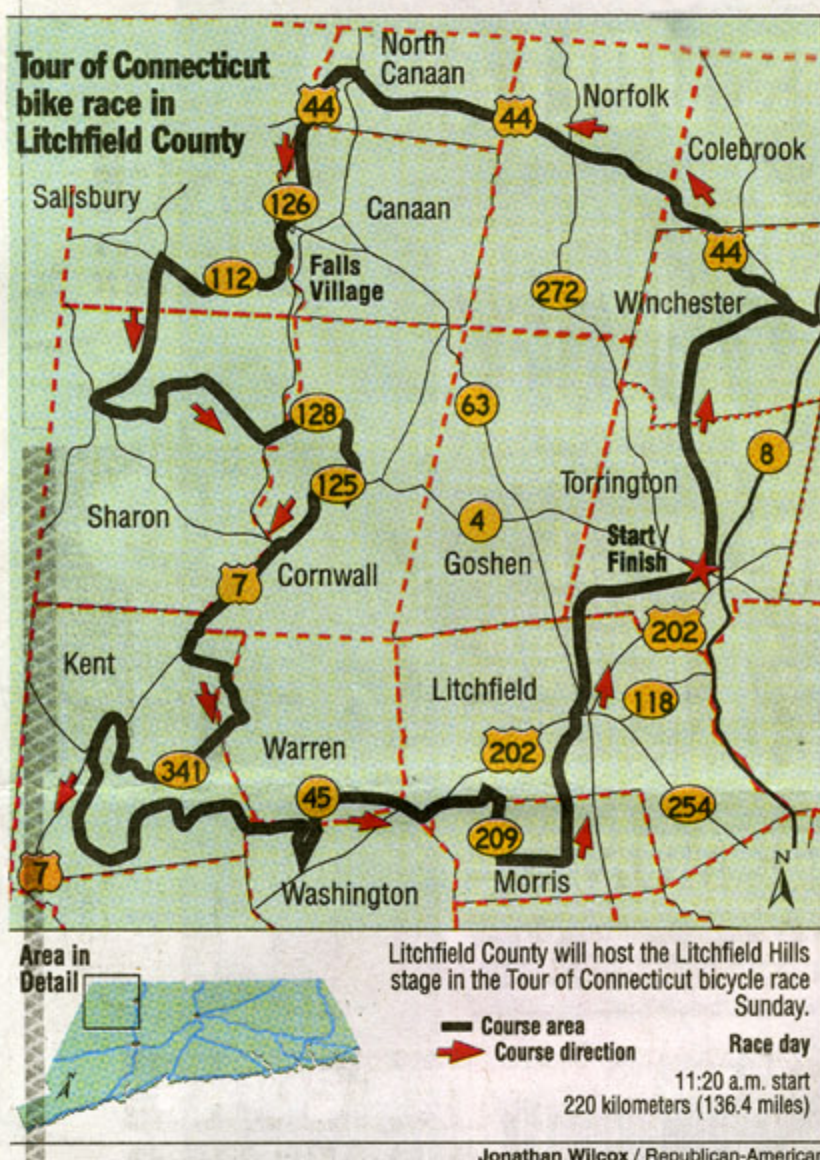 Tour of Connecticut
bike race in
Litchfield County
North
Canaan
44
44
Norfolk
Colebrook
Salisbury
126
Canaan
44
112
Falls
Village
272
Winchester
128
63
8
125
Torrington
Sharon
4
Start /
Finish
Goshen
7
Cornwall
202
Kent
Litchfield
118
341
Warren
202
45
254
209
7
Morris
Washington
N
Area in
Detail
N
Litchfield County will host the Litchfield Hills
stage in the Tour of Connecticut bicycle race
Sunday.
Course area
Course direction
Race day
11:20 a.m. start
220 kilometers (136.4 miles)
Jonathan Wilcox / Republican-American